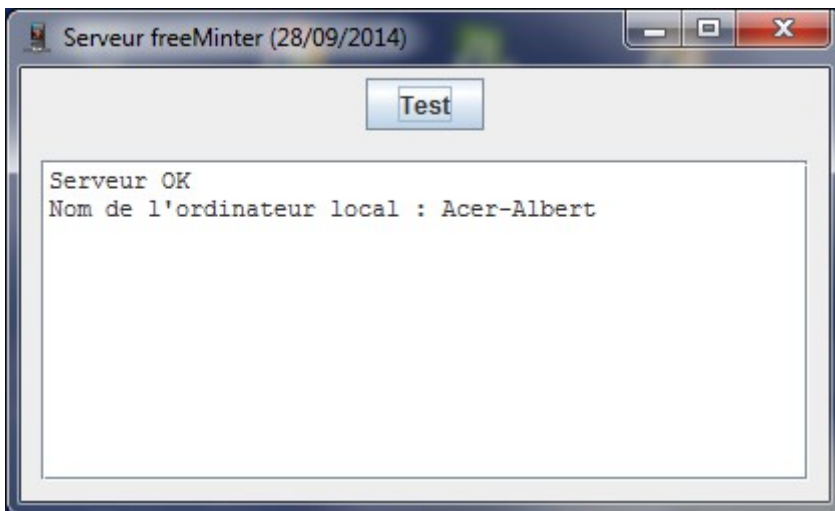 Serveur freeMinter (28/09/2014)
Test
Serveur OK
Nom de l'ordinateur local : Acer-Albert